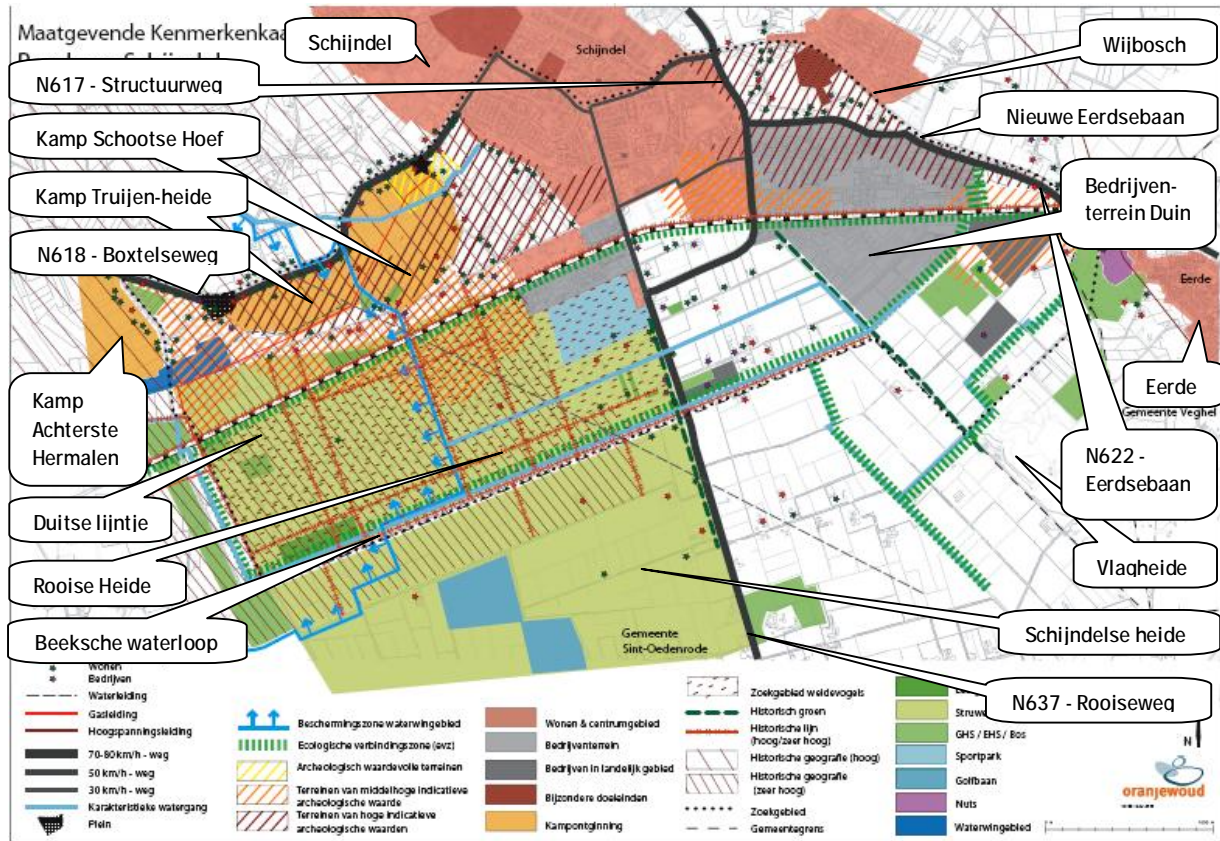 Maatgevende Kenmerkenkaa
Schijndel
Schijndel
Wijbosch
N617 - Structuurweg
Kamp Schootse Hoef
Nieuwe Eerdsebaan
Kamp Truijen-heide
Bedrijven-
terrein Duin
N618 - Boxtelseweg
Eerde
Kamp
Achterste
Hermalen
Eerde
Gemeente Veghel
N622 -
Eerdsebaan
Duitse lijntje
Rooise Heide
Vlagheide
Beeksche waterloop
Gemeente
Sint-Oedenrode
Schijndelse heide
N637 - Rooiseweg
Wonen
Bedrijven
Waterleiding
Gasleiding
Hoogspanningsleiding
70-80 km/h - weg
50 km/h - weg
30 km/h - weg
Karakteristieke watergang
Plein
Beschermingszone waterwingebied
Ecologische verbindingszone (evz)
Archeologisch waardevolle terreinen
Terreinen van middelhoge indicatieve
archeologische waarde
Terreinen van hoge indicatieve
archeologische waarden
Wonen & centrumgebied
Bedrijventerrein
Bedrijven in landelijk gebied
Bijzondere doeleinden
Kampontginning
Zoekgebied weidevogels
Historisch groen
Historische lijn
(hoog/zeer hoog)
Historische geografie (hoog)
Historische geografie
(zeer hoog)
Zoekgebied
Gemeentegrens
Struwe
GHS / EHS / Bos
Sportpark
Golfbaan
Nuts
Waterwingebied
N
oranjewoud